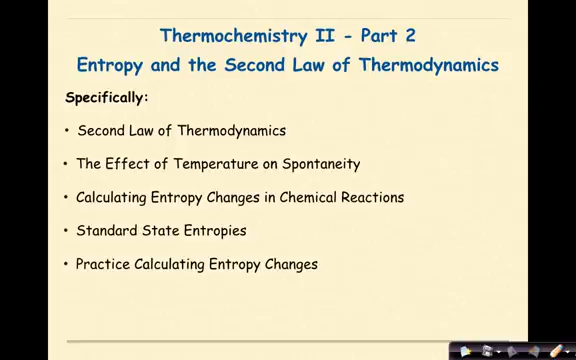 Thermochemistry II - Part 2
Entropy and the Second Law of Thermodynamics
Specifically:
• Second Law of Thermodynamics
• The Effect of Temperature on Spontaneity
• Calculating Entropy Changes in Chemical Reactions
• Standard State Entropies
• Practice Calculating Entropy Changes